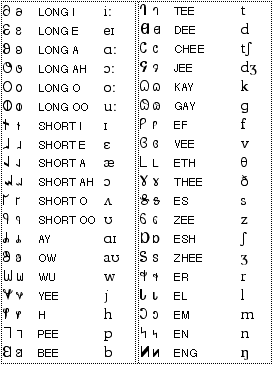 𐐀 𐐨 LONG I iː
𐐁 𐐩 LONG E eɪ
𐐂 𐐪 LONG A ɑː
𐐃 𐐫 LONG AH ɔː
𐐄 𐐬 LONG O oː
𐐅 𐐭 LONG OO uː
𐐆 𐐮 SHORT I ɪ
𐐇 𐐯 SHORT E ɛ
𐐈 𐐰 SHORT A æ
𐐉 𐐱 SHORT AH ɔ
𐐊 𐐲 SHORT O ʌ
𐐋 𐐳 SHORT OO ʊ
𐐌 𐐴 AY ɑɪ
𐐍 𐐵 OW aʊ
𐐎 𐐶 WU w
𐐏 𐐷 YEE j
𐐐 𐐸 H h
𐐑 𐐹 PEE p
𐐒 𐐺 BEE b
𐐓 𐐻 TEE t
𐐔 𐐼 DEE d
𐐕 𐐽 CHEE tʃ
𐐖 𐐾 JEE dʒ
𐐗 𐐿 KAY k
𐐘 𐑀 GAY g
𐐙 𐑁 EF f
𐐚 𐑂 VEE v
𐐛 𐑃 ETH θ
𐐜 𐑄 THEE ð
𐐝 𐑅 ES s
𐐞 𐑆 ZEE z
𐐟 𐑇 ESH ʃ
𐐠 𐑈 ZHEE ʒ
𐐡 𐑉 ER r
𐐢 𐑊 EL l
𐐣 𐑋 EM m
𐐤 𐑌 EN n
𐐥 𐑍 ENG ŋ